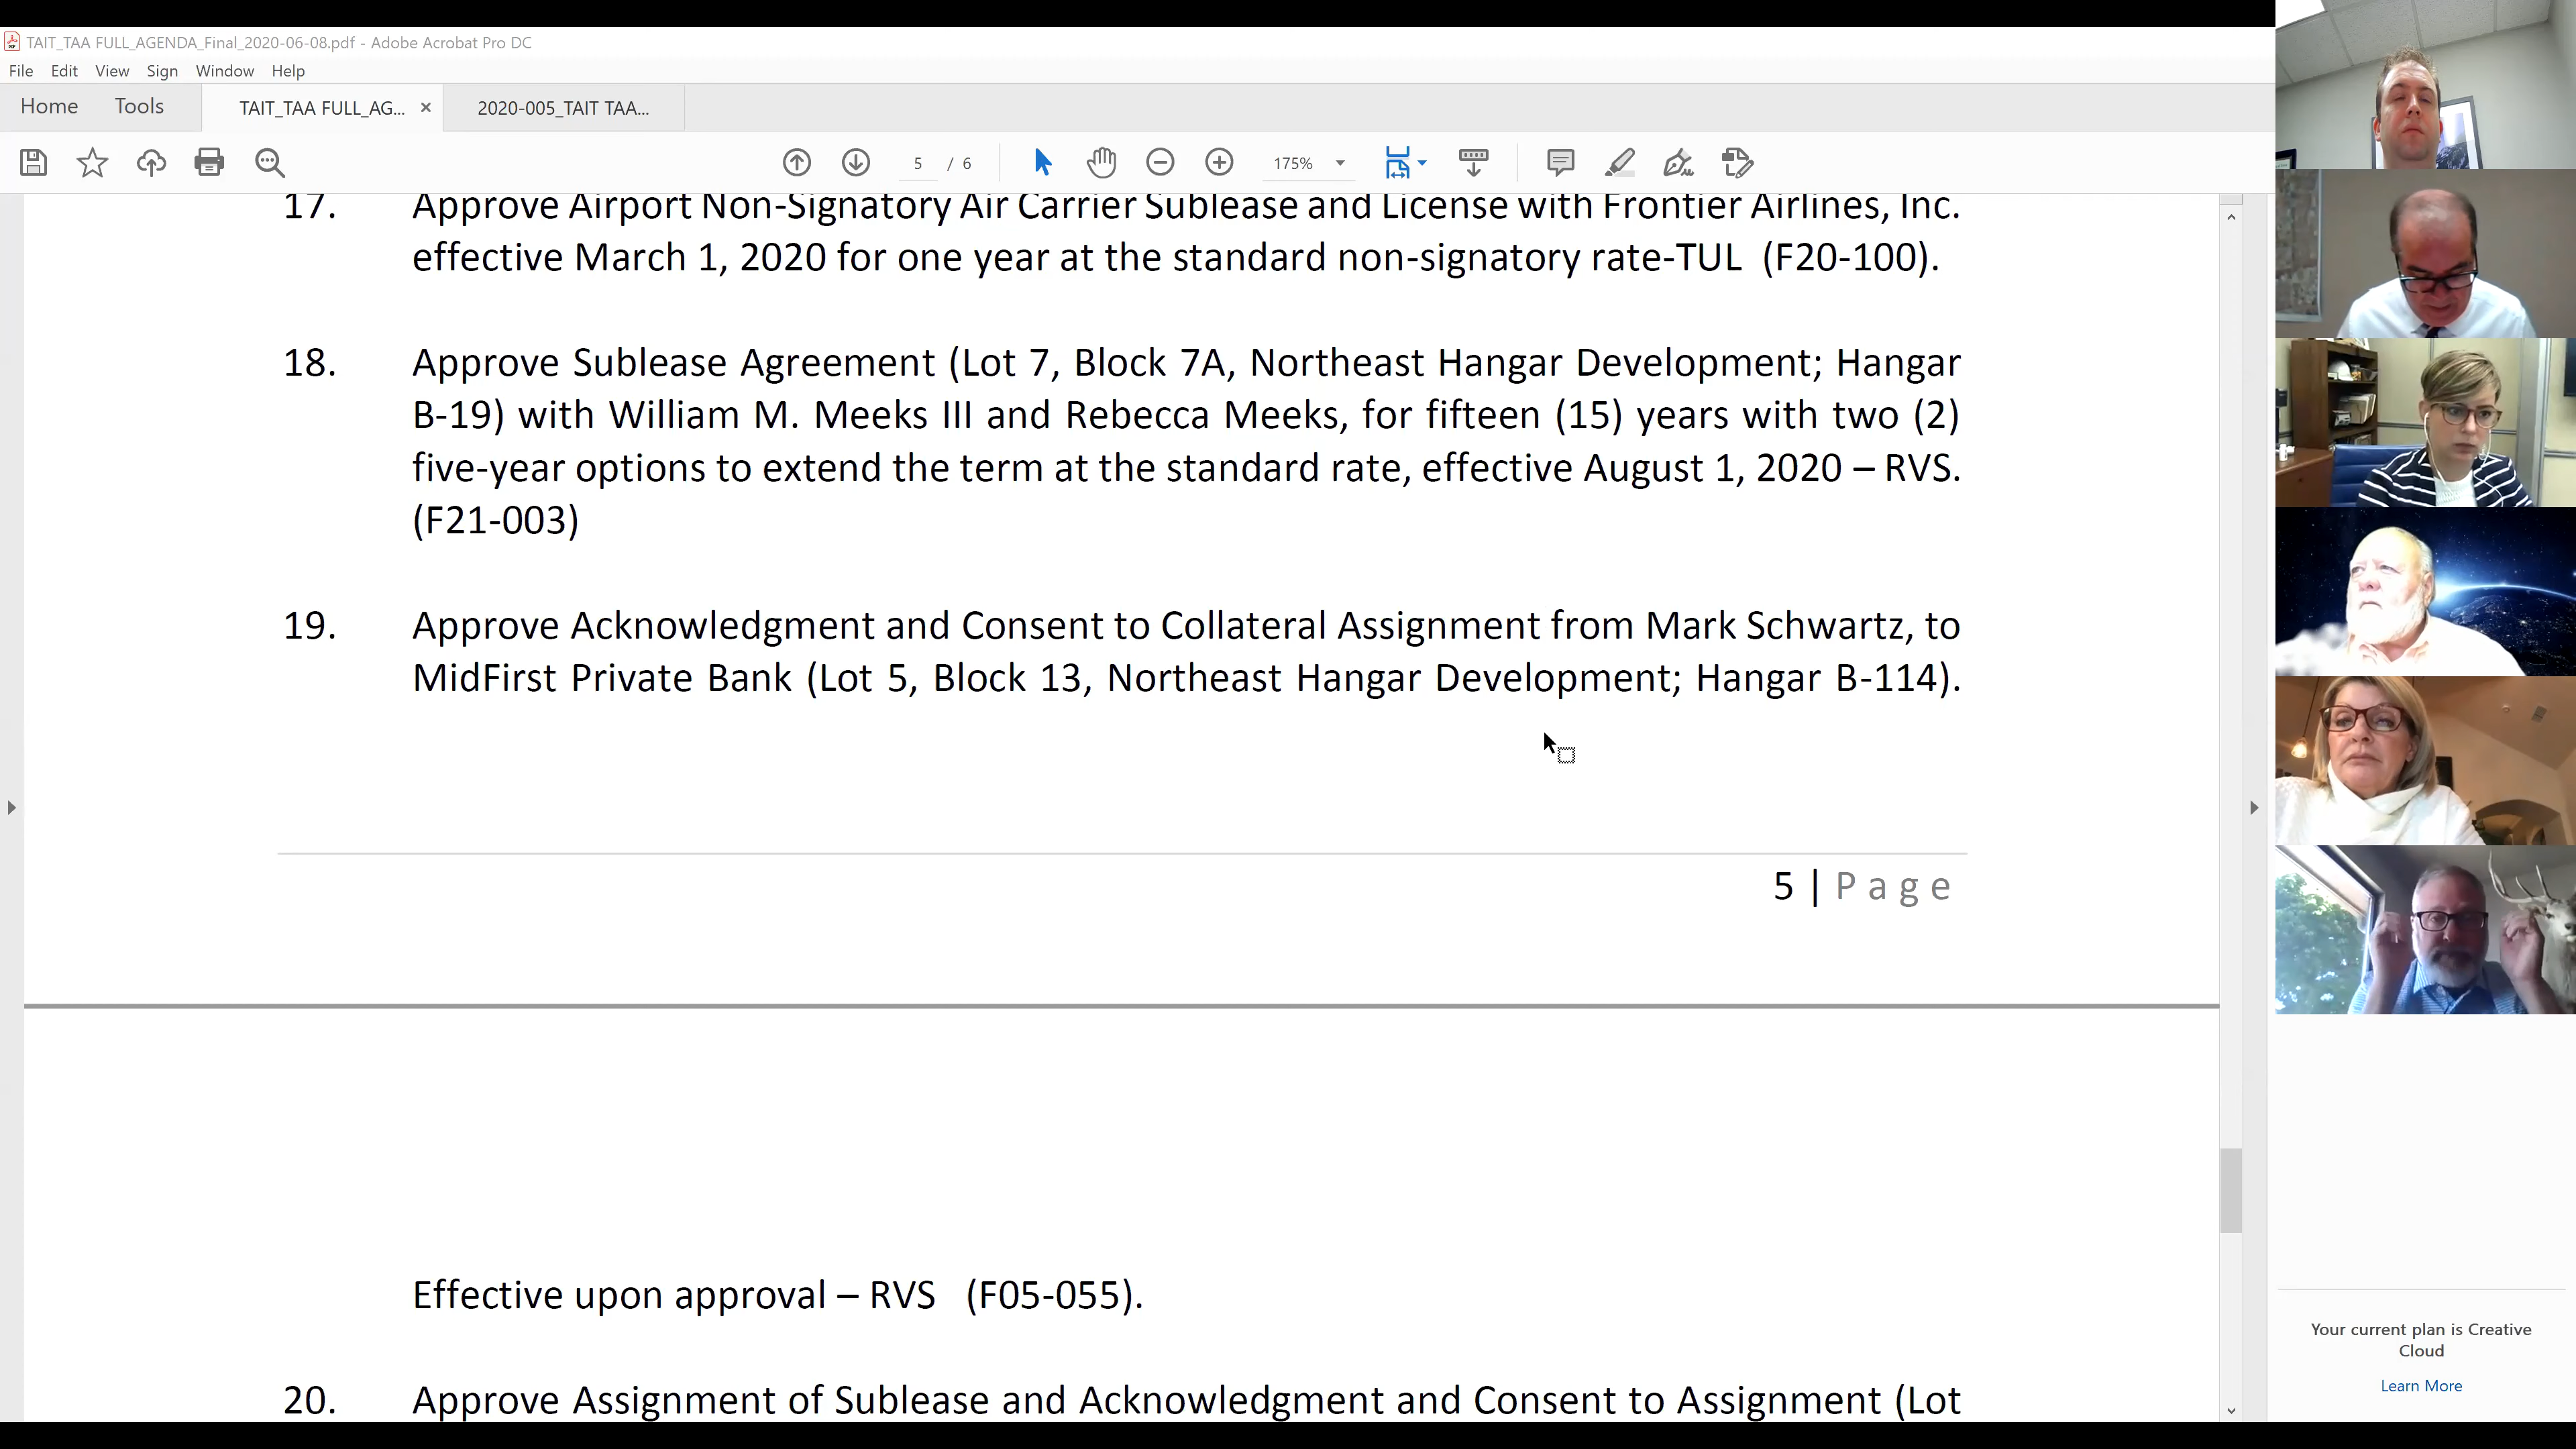 TAIT_TAA FULL_AGENDA_Final_2020-06-08.pdf - Adobe Acrobat Pro DC
File Edit View Sign Window Help
Home Tools TAIT_TAA FULL_AG... × 2020-005_TAIT TAA...
5 / 6 175%
17. Approve Airport Non-Signatory Air Carrier Sublease and License with Frontier Airlines, Inc.
effective March 1, 2020 for one year at the standard non-signatory rate-TUL (F20-100).
18. Approve Sublease Agreement (Lot 7, Block 7A, Northeast Hangar Development; Hangar
B-19) with William M. Meeks III and Rebecca Meeks, for fifteen (15) years with two (2)
five-year options to extend the term at the standard rate, effective August 1, 2020 – RVS.
(F21-003)
19. Approve Acknowledgment and Consent to Collateral Assignment from Mark Schwartz, to
MidFirst Private Bank (Lot 5, Block 13, Northeast Hangar Development; Hangar B-114).
5 | Page
Effective upon approval – RVS (F05-055).
20. Approve Assignment of Sublease and Acknowledgment and Consent to Assignment (Lot
Your current plan is Creative
Cloud
Learn More